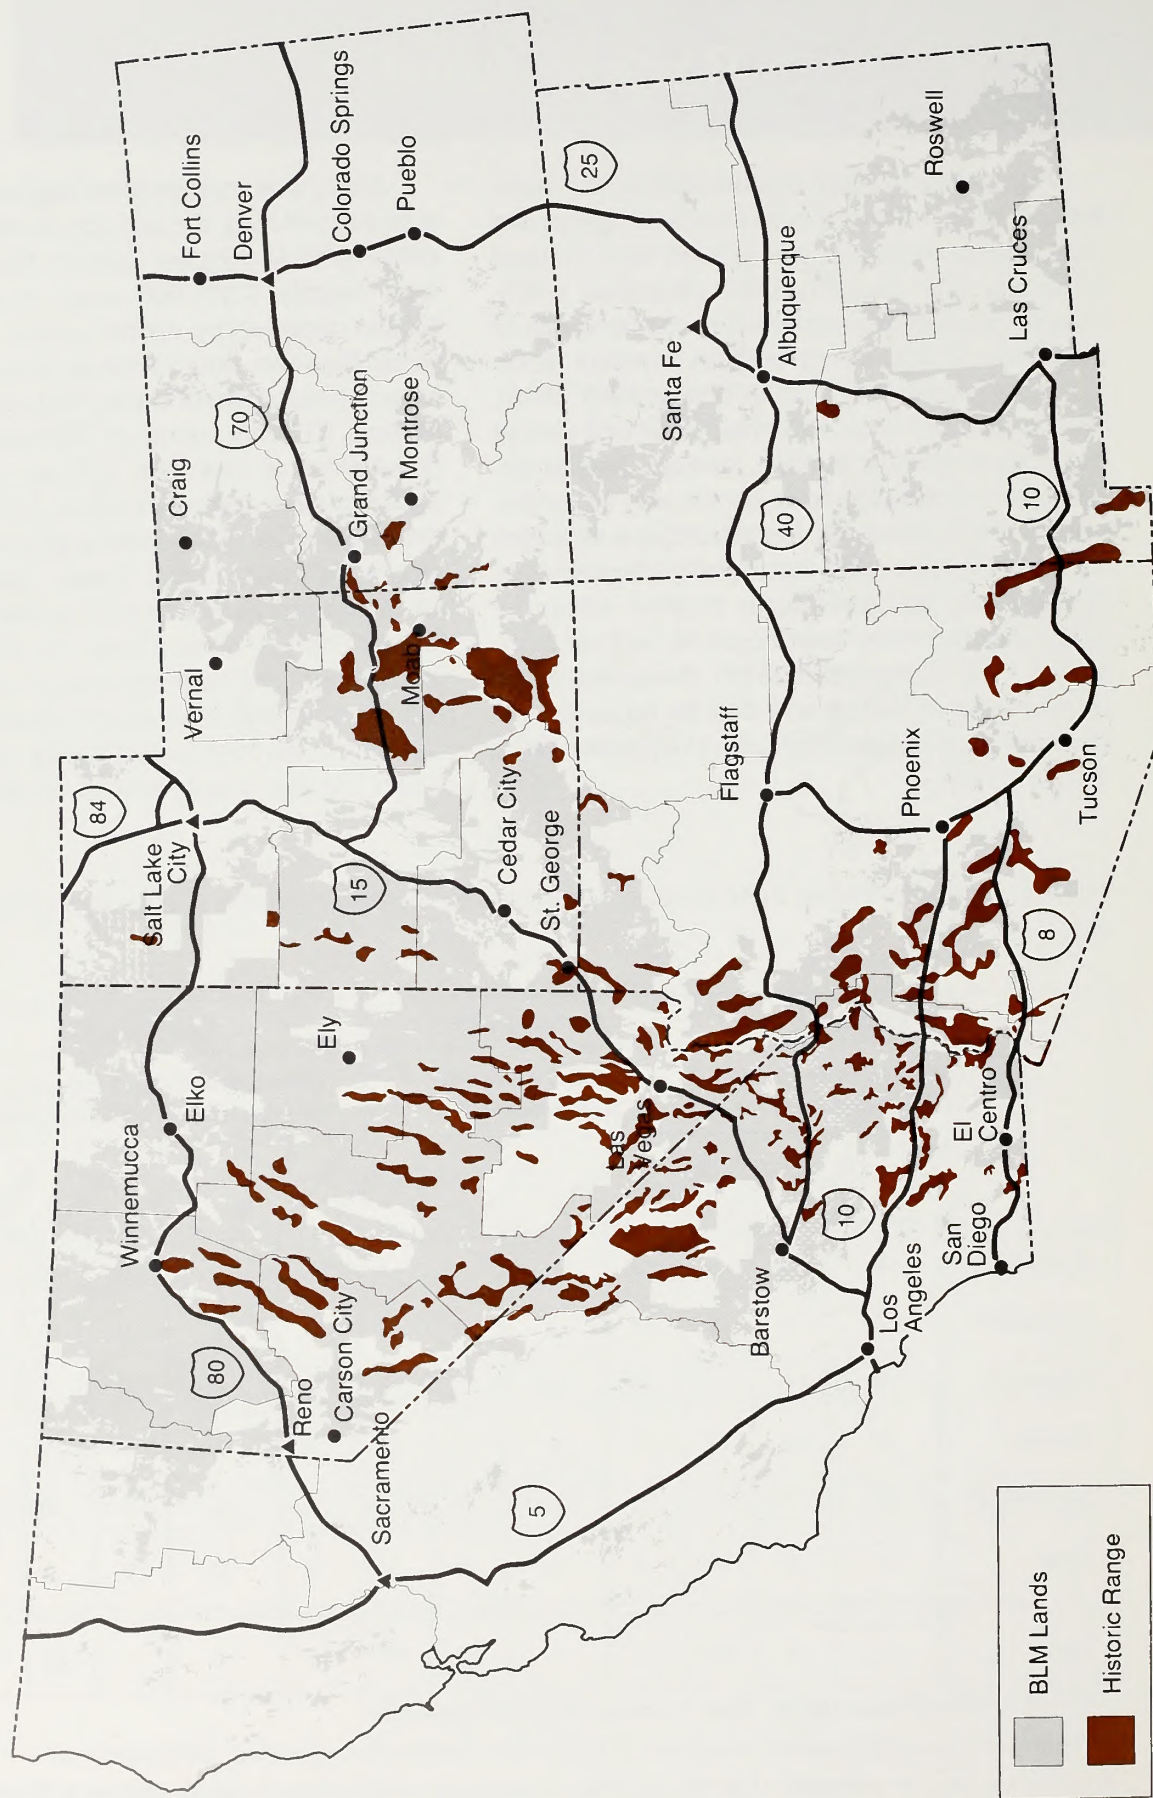 Fort Collins
Denver
Colorado Springs
Pueblo
25
Roswell
Las Cruces
Albuquerque
Santa Fe
Craig
70
Grand Junction
Montrose
40
10
Vernal
Moab
Flagstaff
Phoenix
Tucson
84
Salt Lake
City
15
Cedar City
St. George
8
Ely
Elko
Winnemucca
Las
Vegas
El
Centro
10
San
Diego
Los
Angeles
Barstow
80
Reno
Carson City
Sacramento
5
BLM Lands
Historic Range